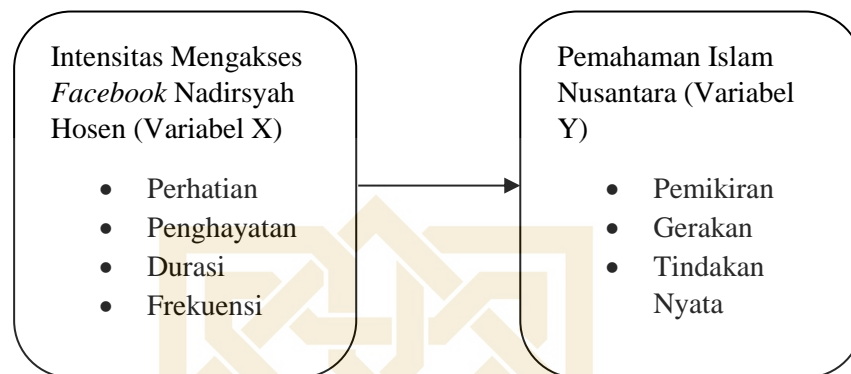 Intensitas Mengakses
Facebook Nadirsyah
Hosen (Variabel X)
• Perhatian
• Penghayatan
• Durasi
• Frekuensi
Pemahaman Islam
Nusantara (Variabel
Y)
• Pemikiran
• Gerakan
• Tindakan
Nyata